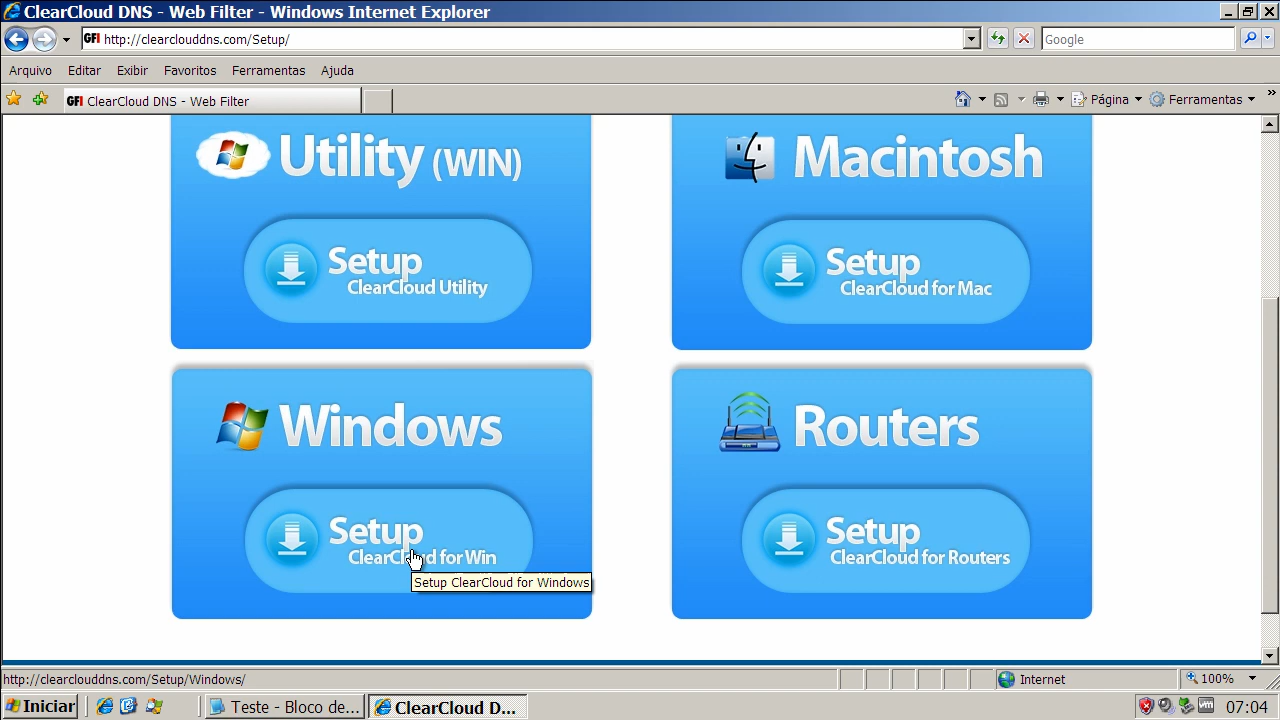 ClearCloud DNS - Web Filter - Windows Internet Explorer
GFI http://clearclouddns.com/Setup/
Google
Arquivo Editar Exibir Favoritos Ferramentas Ajuda
GFI ClearCloud DNS - Web Filter
Página Ferramentas »
Utility (WIN)
Setup
ClearCloud Utility
Macintosh
Setup
ClearCloud for Mac
Windows
Setup
ClearCloud for Win
Setup ClearCloud for Windows
Routers
Setup
ClearCloud for Routers
http://clearclouddns.com/Setup/Windows/
Internet
100%
Iniciar
Teste - Bloco de...
ClearCloud D...
07:04